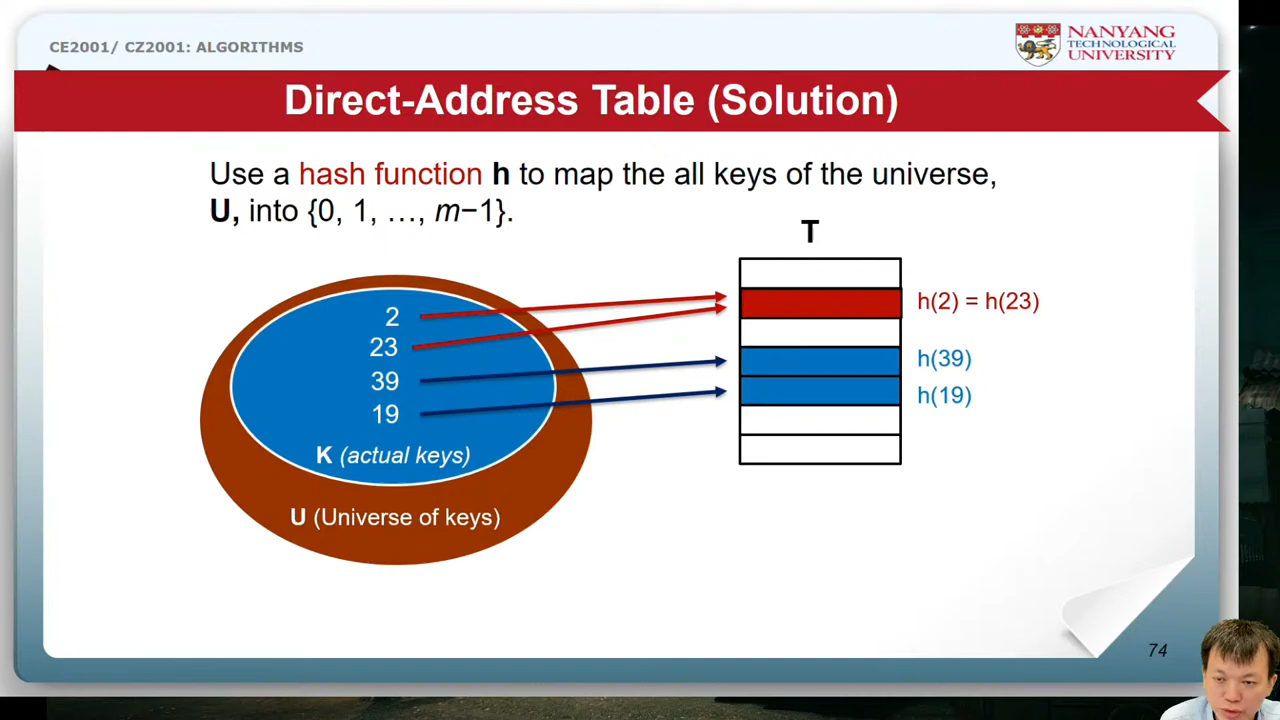 CE2001/ CZ2001: ALGORITHMS
NANYANG
TECHNOLOGICAL
UNIVERSITY
Direct-Address Table (Solution)
Use a hash function h to map the all keys of the universe,
U, into {0, 1, …, m−1}.
T
2
23
39
19
K (actual keys)
U (Universe of keys)
h(2) = h(23)
h(39)
h(19)
74